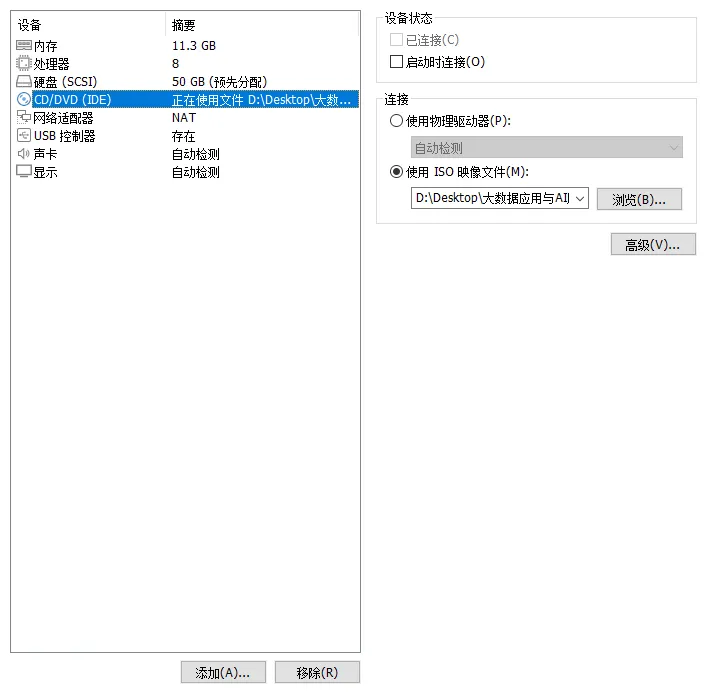 设备 摘要
内存 11.3 GB
处理器 8
硬盘 (SCSI) 50 GB (预先分配)
CD/DVD (IDE) 正在使用文件 D:\Desktop\大数...
网络适配器 NAT
USB 控制器 存在
声卡 自动检测
显示 自动检测
添加(A)... 移除(R)
设备状态
已连接(C)
启动时连接(O)
连接
使用物理驱动器(P):
自动检测
使用 ISO 映像文件(M):
D:\Desktop\大数据应用与AI
浏览(B)...
高级(V)...